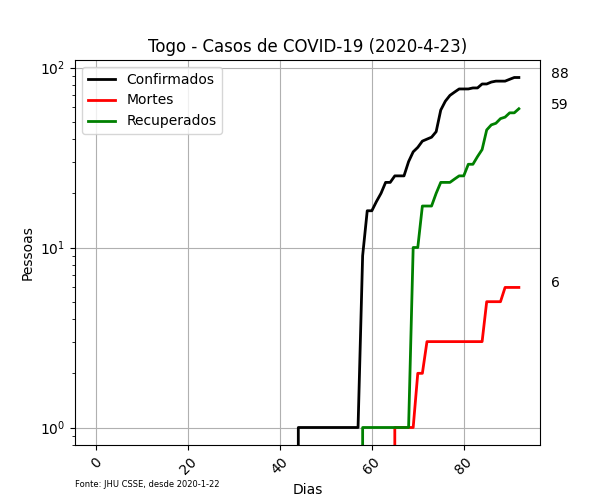 Togo - Casos de COVID-19 (2020-4-23)
Confirmados
Mortes
Recuperados
88
59
6
10²
10¹
10⁰
Pessoas
0
20
40
60
80
Dias
Fonte: JHU CSSE, desde 2020-1-22